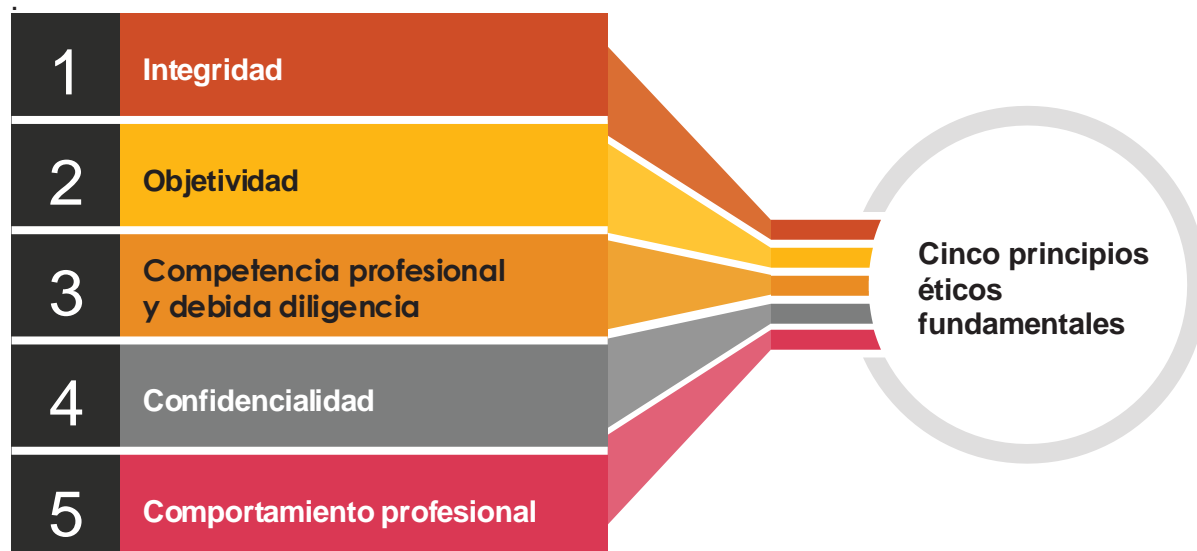 .
1
Integridad
2
Objetividad
3
Competencia profesional
y debida diligencia
4
Confidencialidad
5
Comportamiento profesional
Cinco principios
éticos
fundamentales